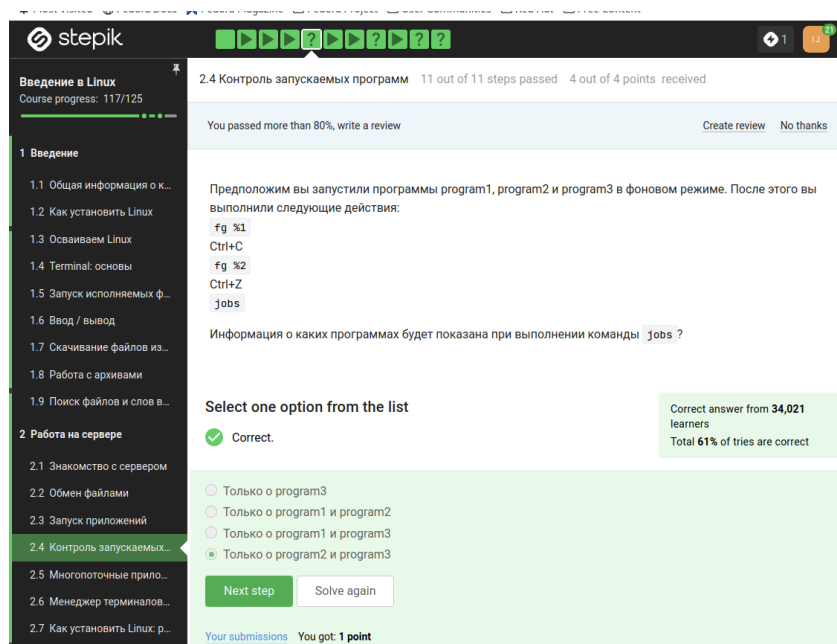 stepik
1
IJ
21
Введение в Linux
Course progress: 117/125
2.4 Контроль запускаемых программ 11 out of 11 steps passed 4 out of 4 points received
You passed more than 80%, write a review
Create review No thanks
1 Введение
1.1 Общая информация о к...
1.2 Как установить Linux
1.3 Осваиваем Linux
1.4 Terminal: основы
1.5 Запуск исполняемых ф...
1.6 Ввод / вывод
1.7 Скачивание файлов из...
1.8 Работа с архивами
1.9 Поиск файлов и слов в...
2 Работа на сервере
2.1 Знакомство с сервером
2.2 Обмен файлами
2.3 Запуск приложений
2.4 Контроль запускаемых...
2.5 Многопоточные прило...
2.6 Менеджер терминалов...
2.7 Как установить Linux: р...
Предположим вы запустили программы program1, program2 и program3 в фоновом режиме. После этого вы
выполнили следующие действия:
fg %1
Ctrl+C
fg %2
Ctrl+Z
jobs
Информация о каких программах будет показана при выполнении команды jobs ?
Select one option from the list
Correct.
Correct answer from 34,021
learners
Total 61% of tries are correct
Только о program3
Только о program1 и program2
Только о program1 и program3
Только о program2 и program3
Next step Solve again
Your submissions You got: 1 point